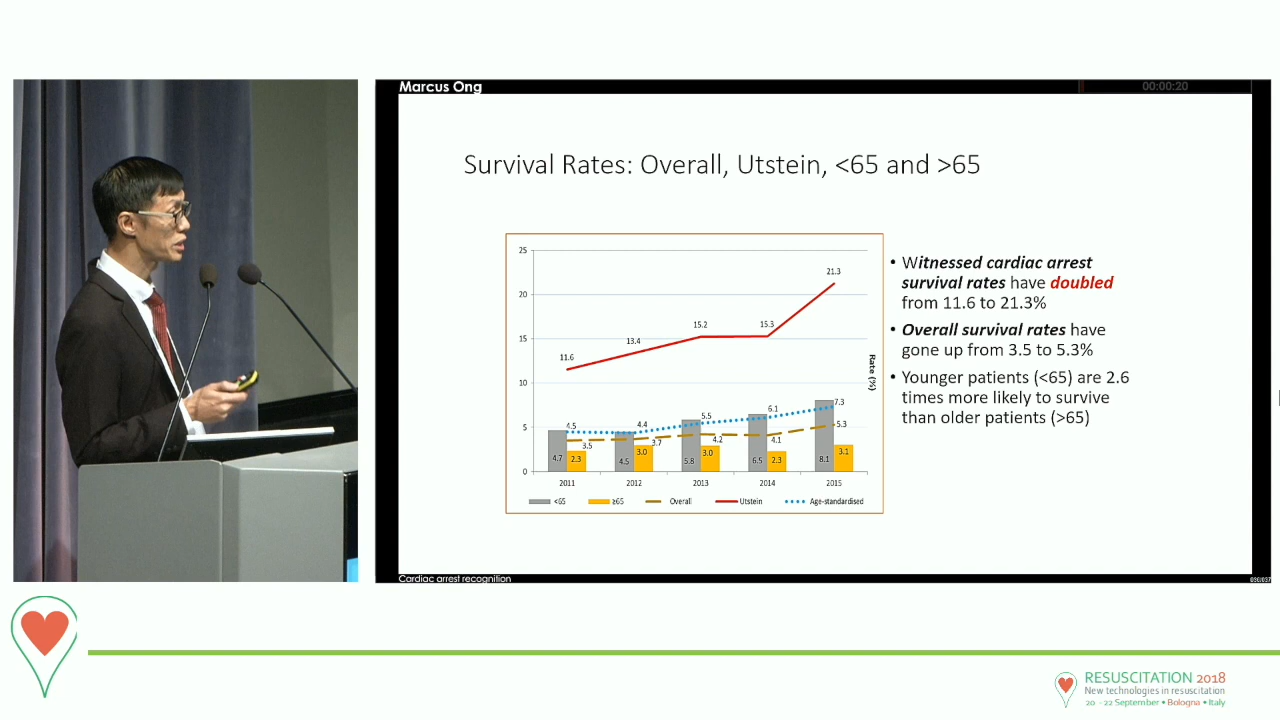 Marcus Ong
00:00:20
Survival Rates: Overall, Utstein, <65 and >65
25
20
15
10
5
0
11.6
13.4
15.2
15.3
21.3
4.5
4.4
5.5
6.1
7.3
3.5
3.7
4.2
4.1
5.3
4.7
2.3
4.5
3.0
5.8
3.0
6.5
2.3
8.1
3.1
Rate (%)
2011
2012
2013
2014
2015
<65
≥65
Overall
Utstein
Age-standardised
• Witnessed cardiac arrest
survival rates have doubled
from 11.6 to 21.3%
• Overall survival rates have
gone up from 3.5 to 5.3%
• Younger patients (<65) are 2.6
times more likely to survive
than older patients (>65)
Cardiac arrest recognition
RESUSCITATION 2018
New technologies in resuscitation
20 - 22 September • Bologna • Italy